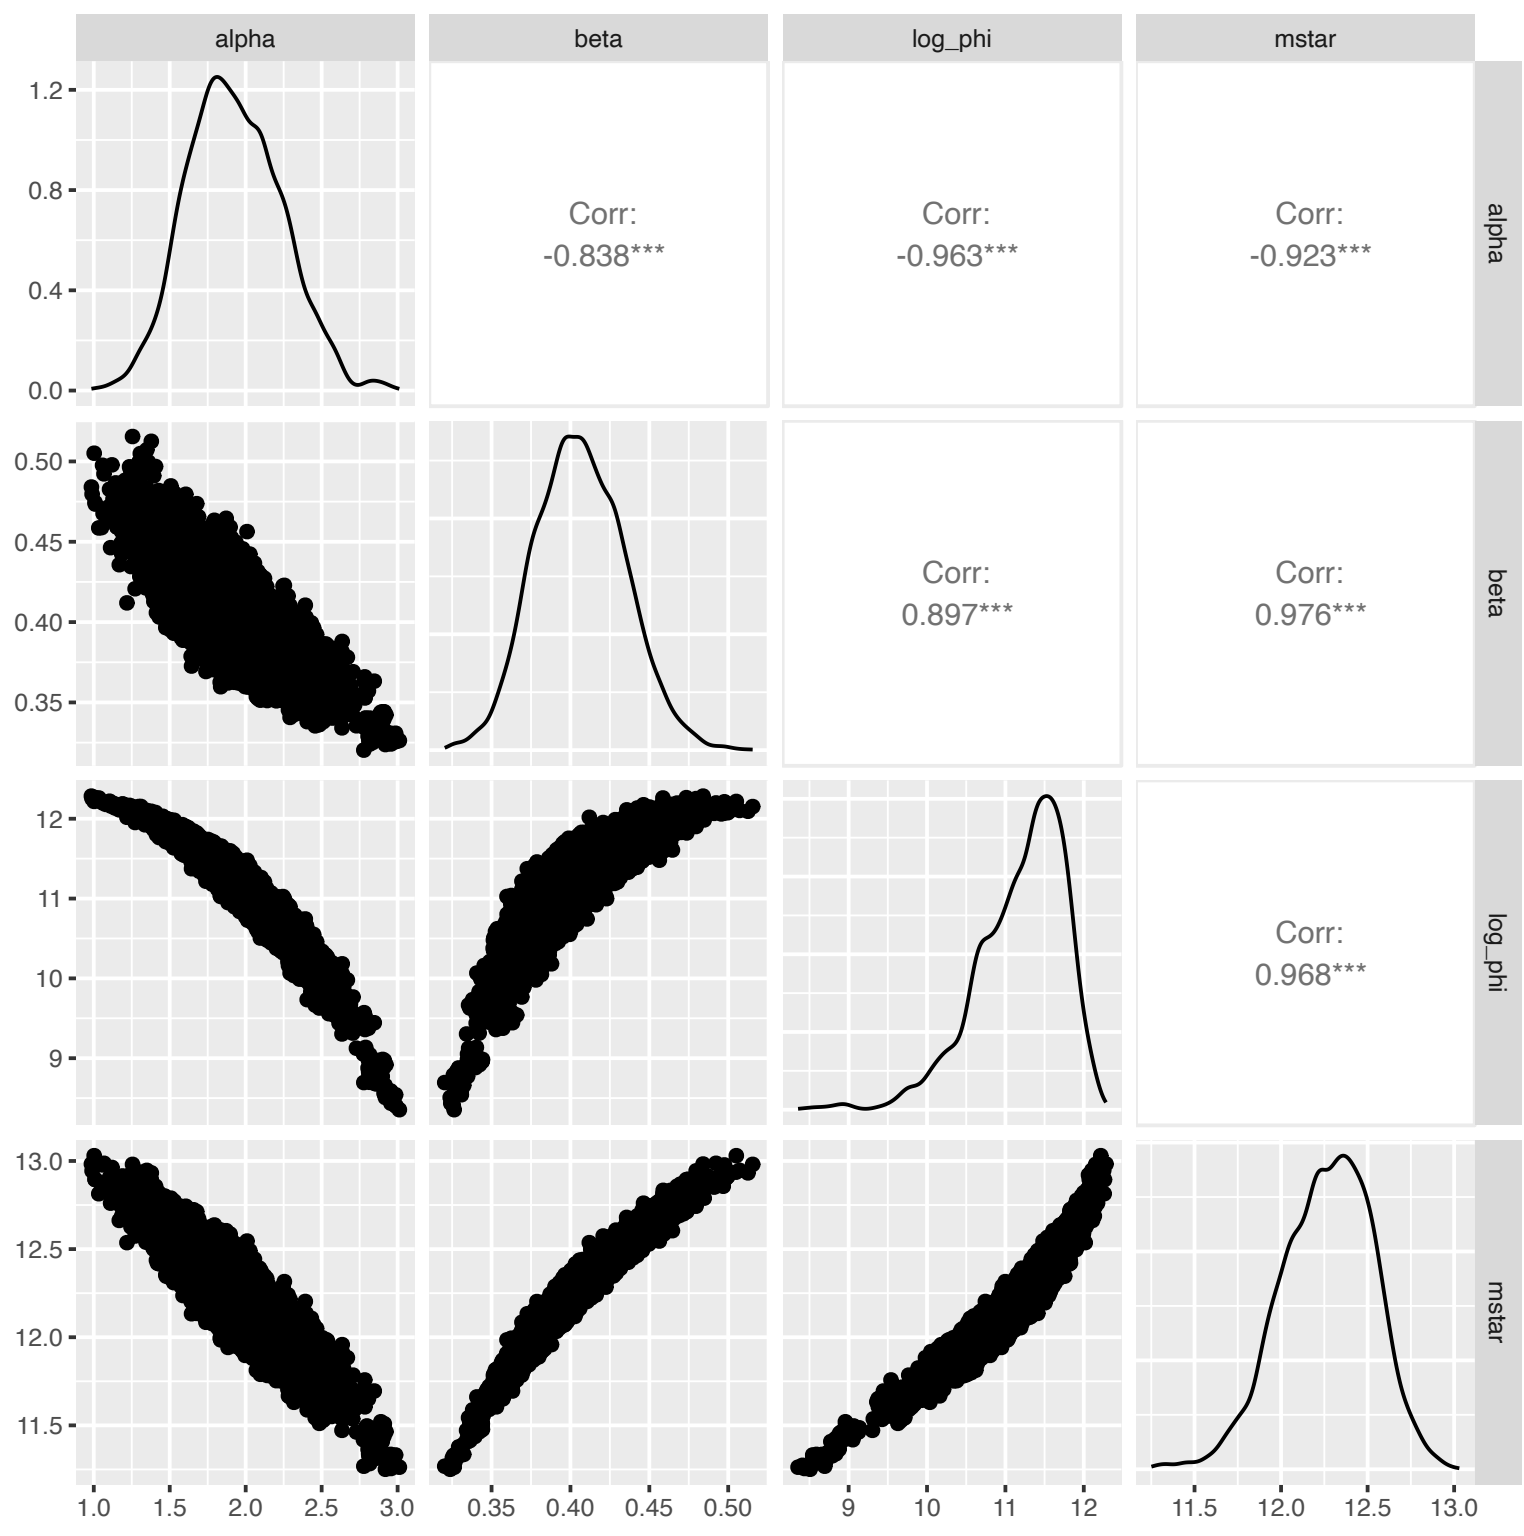 alpha
beta
log_phi
mstar
1.2
0.8
0.4
0.0
Corr:
-0.838***
Corr:
-0.963***
Corr:
-0.923***
alpha
0.50
0.45
0.40
0.35
Corr:
0.897***
Corr:
0.976***
beta
12
11
10
9
Corr:
0.968***
log_phi
13.0
12.5
12.0
11.5
mstar
1.0 1.5 2.0 2.5 3.0
0.35 0.40 0.45 0.50
9 10 11 12
11.5 12.0 12.5 13.0